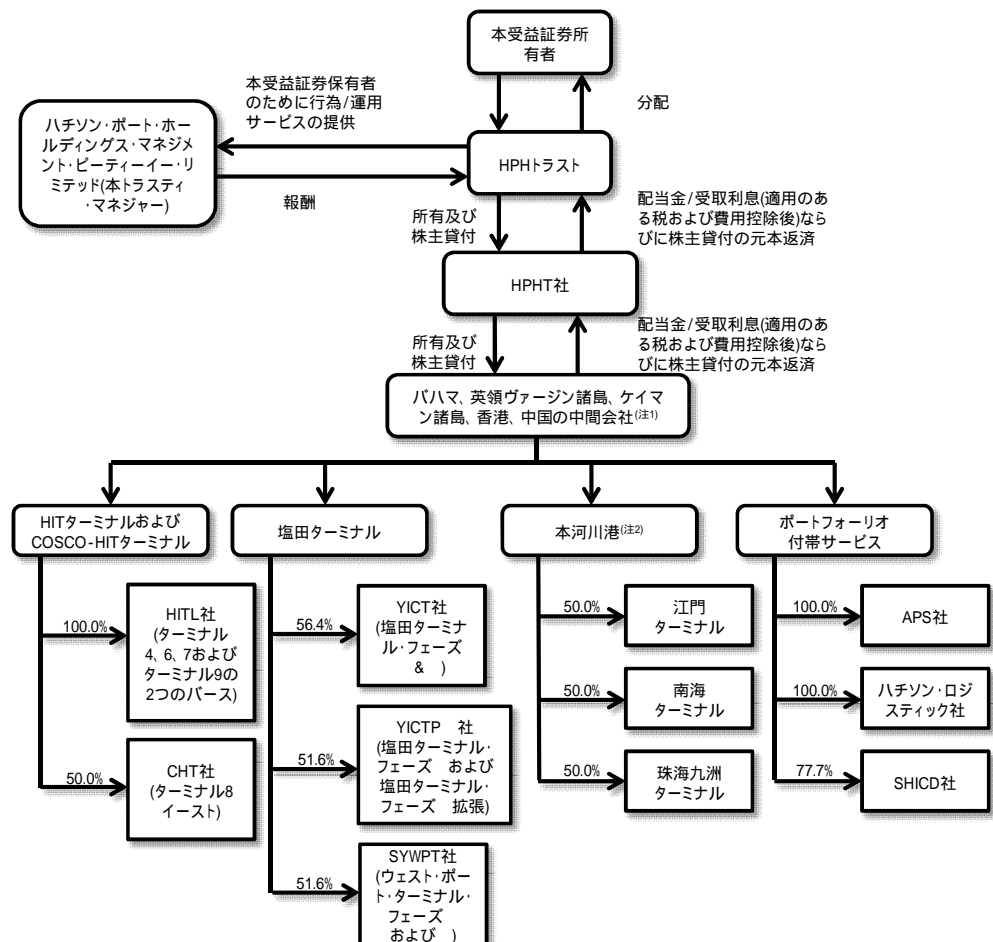 本受益証券所
有者
本受益証券保有者
のために行為/運用
サービスの提供
分配
ハチソン・ポート・ホー
ルディングス・マネジメ
ント・ピーティーイー・リ
ミテッド(本トラスティ
・マネジャー)
HPHトラスト
報酬
所有及び
株主貸付
配当金/受取利息(適用のあ
る税および費用控除後)なら
びに株主貸付の元本返済
HPHT社
所有及び
株主貸付
配当金/受取利息(適用のあ
る税および費用控除後)なら
びに株主貸付の元本返済
バハマ、英領ヴァージン諸島、ケイマ
ン諸島、香港、中国の中間会社(注1)
HITターミナルおよび
COSCO-HITターミナル
塩田ターミナル
本河川港(注2)
ポートフォーリオ
付帯サービス
100.0%
HITL社
(ターミナル
4、6、7および
ターミナル9の
2つのバース)
50.0%
CHT社
(ターミナル8
イースト)
56.4%
YICT社
(塩田ターミナ
ル・フェーズ
& )
51.6%
YICTP 社
(塩田ターミナル・
フェーズ および
塩田ターミナル・
フェーズ 拡張)
51.6%
SYWPT社
(ウェスト・ポー
ト・ターミナル・
フェーズ
および )
50.0%
江門
ターミナル
50.0%
南海
ターミナル
50.0%
珠海九洲
ターミナル
100.0%
APS社
100.0%
ハチソン・ロジ
スティック社
77.7%
SHICD社